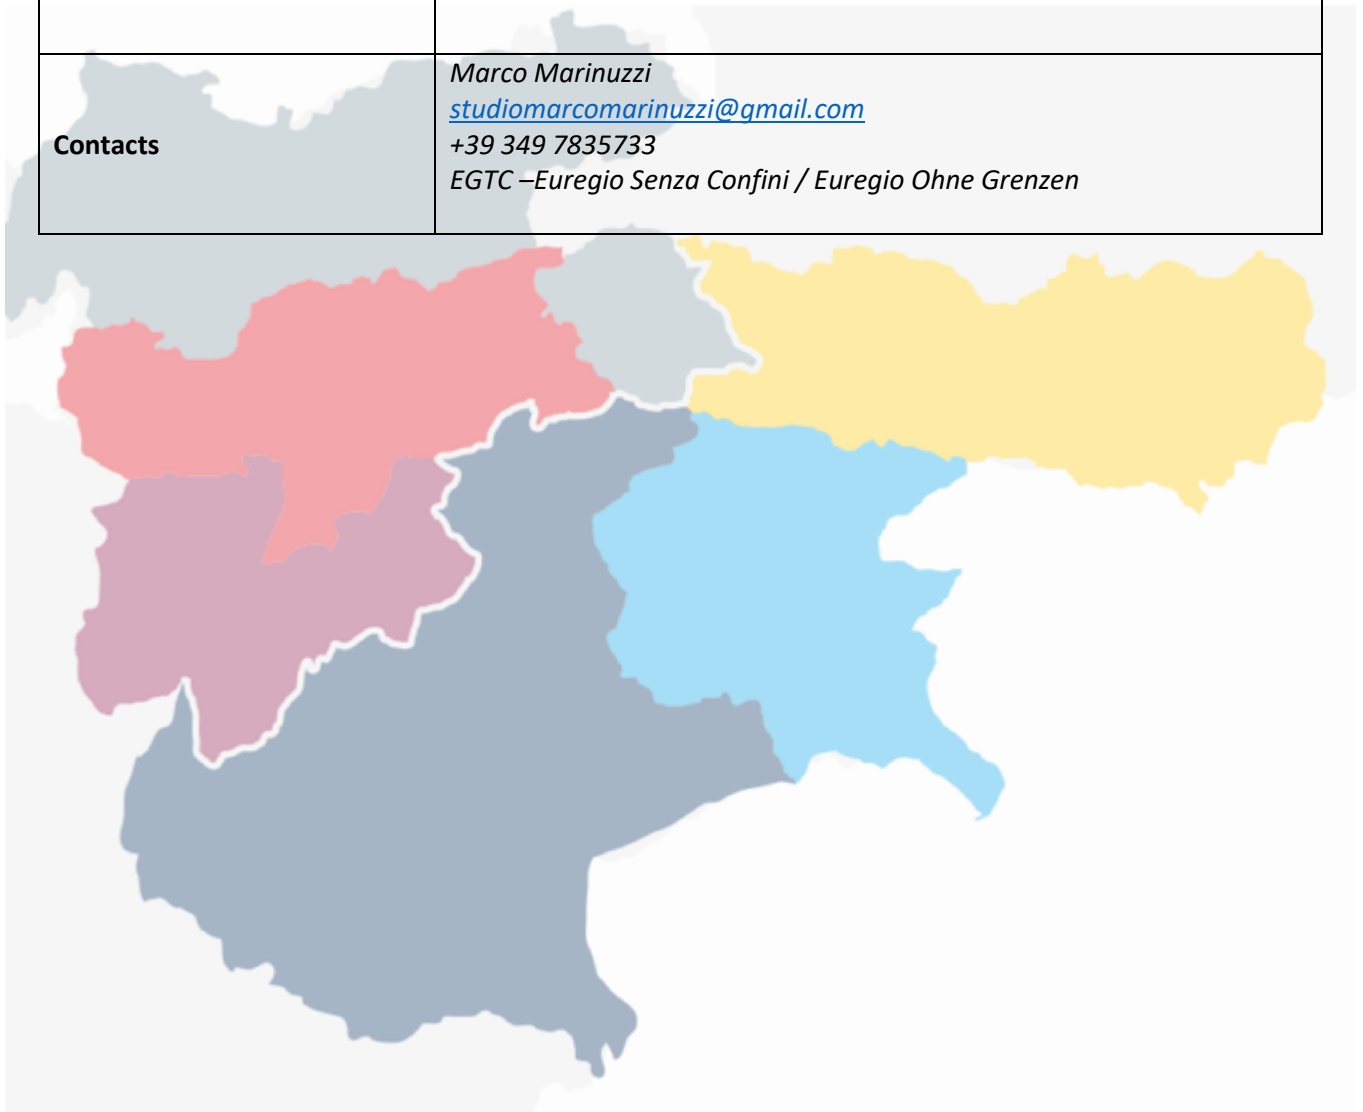 Contacts
Marco Marinuzzi
studiomarcomarinuzzi@gmail.com
+39 349 7835733
EGTC –Euregio Senza Confini / Euregio Ohne Grenzen